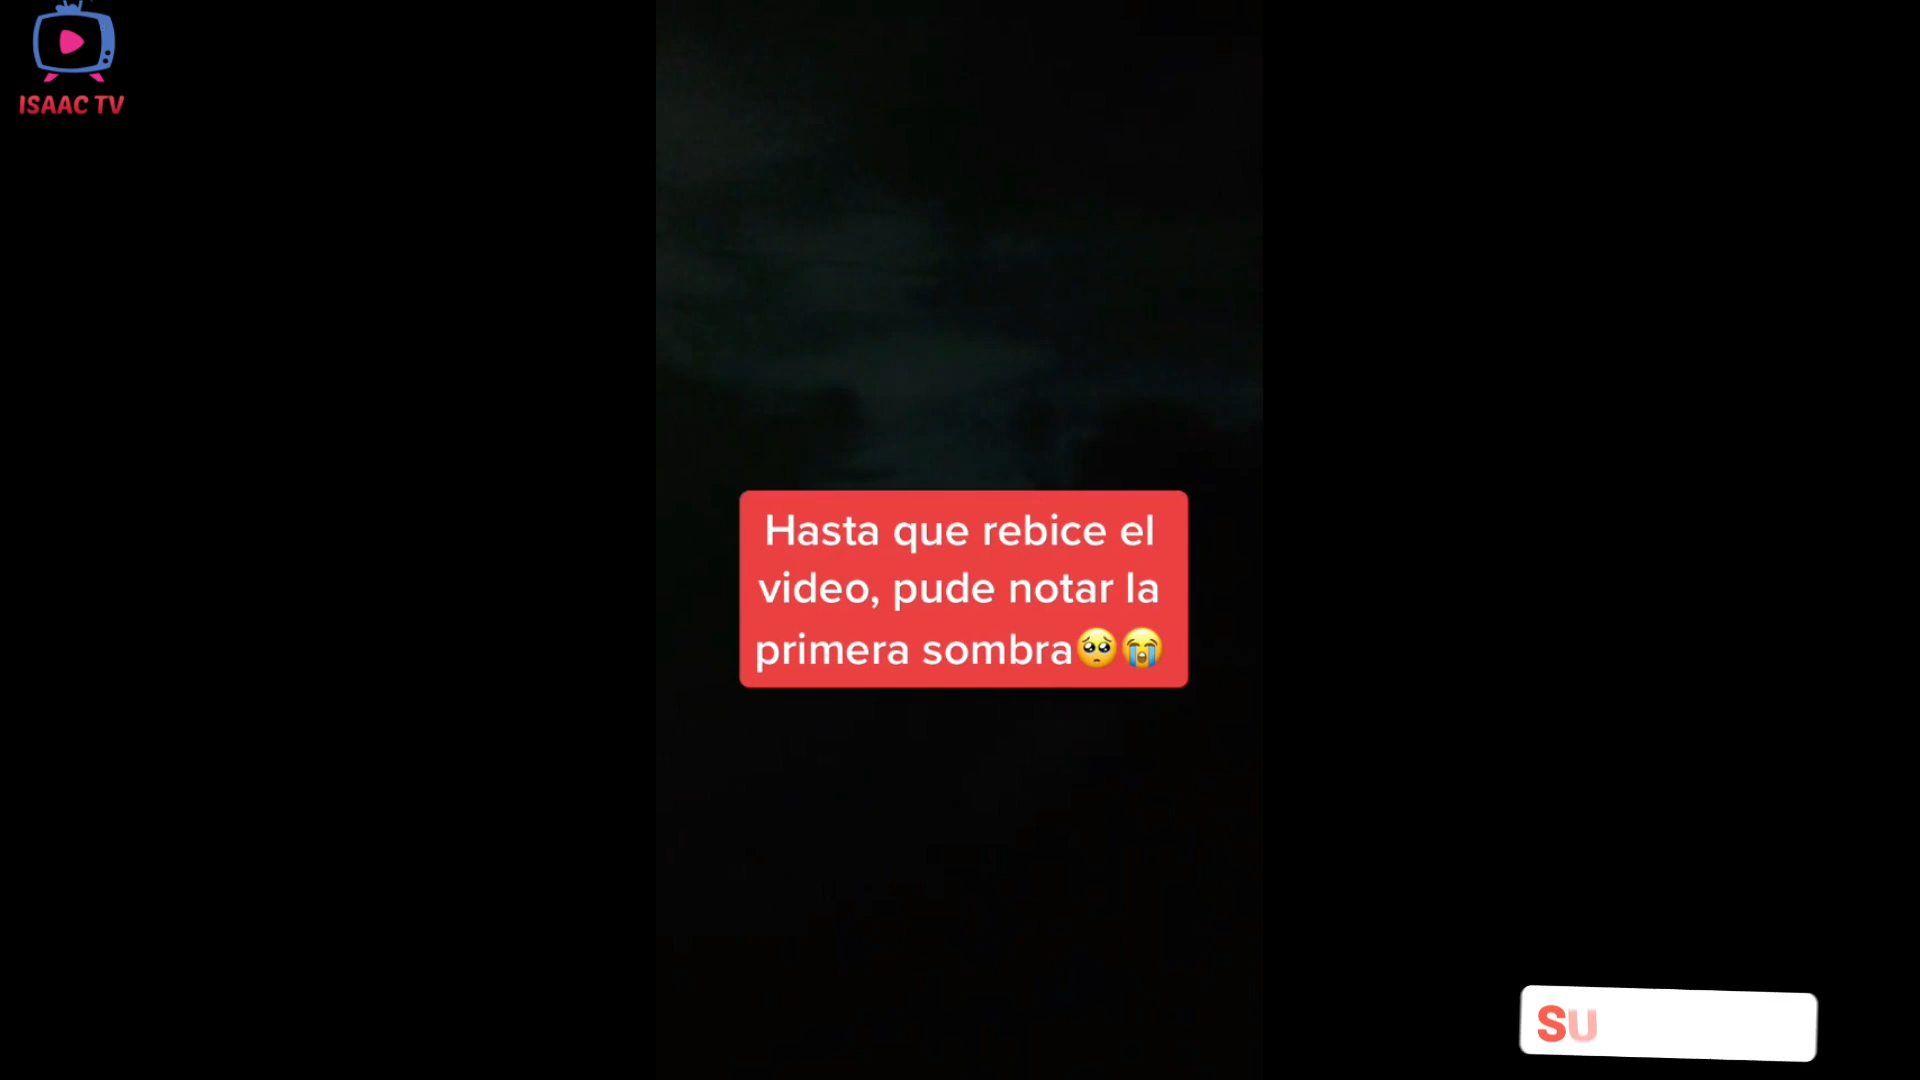 ISAAC TV
Hasta que rebice el
video, pude notar la
primera sombra🥺😭
SU